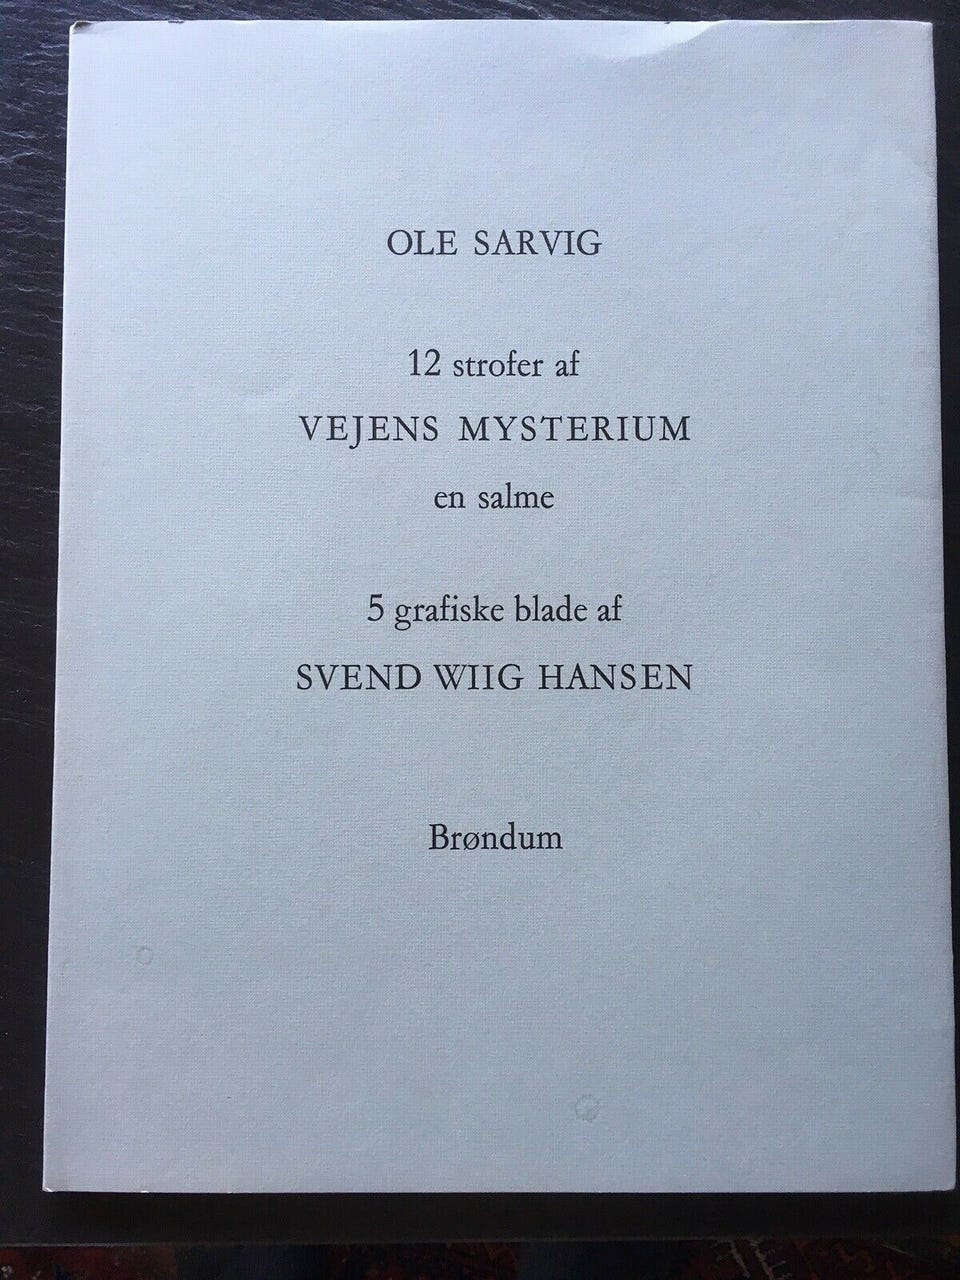 OLE SARVIG
12 strofer af
VEJENS MYSTERIUM
en salme
5 grafiske blade af
SVEND WIIG HANSEN
Brøndum